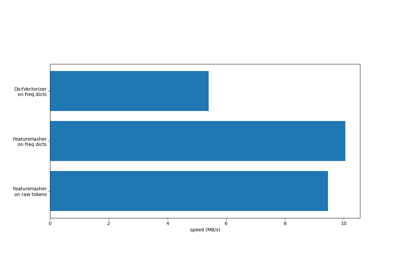 DictVectorizer
on freq dicts
FeatureHasher
on freq dicts
FeatureHasher
on raw tokens
0 2 4 6 8 10
speed (MB/s)